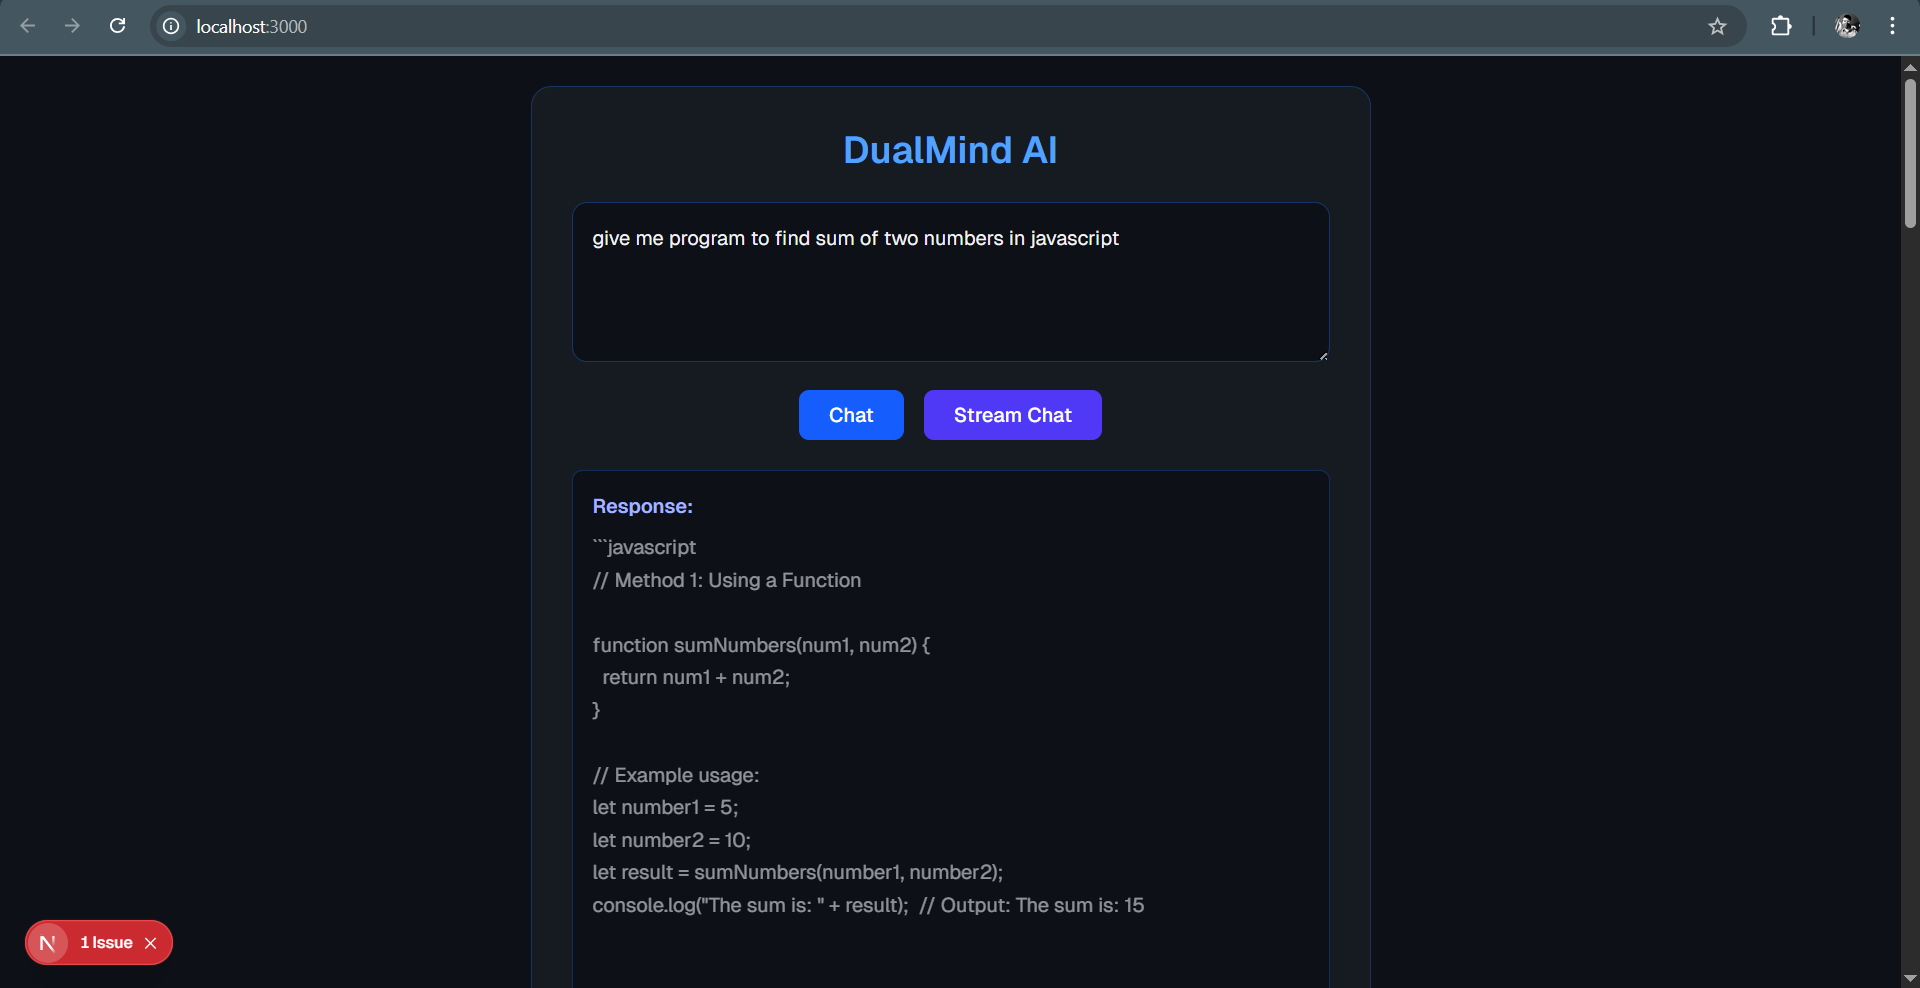 localhost:3000
DualMind AI
give me program to find sum of two numbers in javascript
Chat
Stream Chat
Response:
```javascript
// Method 1: Using a Function
function sumNumbers(num1, num2) {
  return num1 + num2;
}
// Example usage:
let number1 = 5;
let number2 = 10;
let result = sumNumbers(number1, number2);
console.log("The sum is: " + result);  // Output: The sum is: 15
N 1 Issue